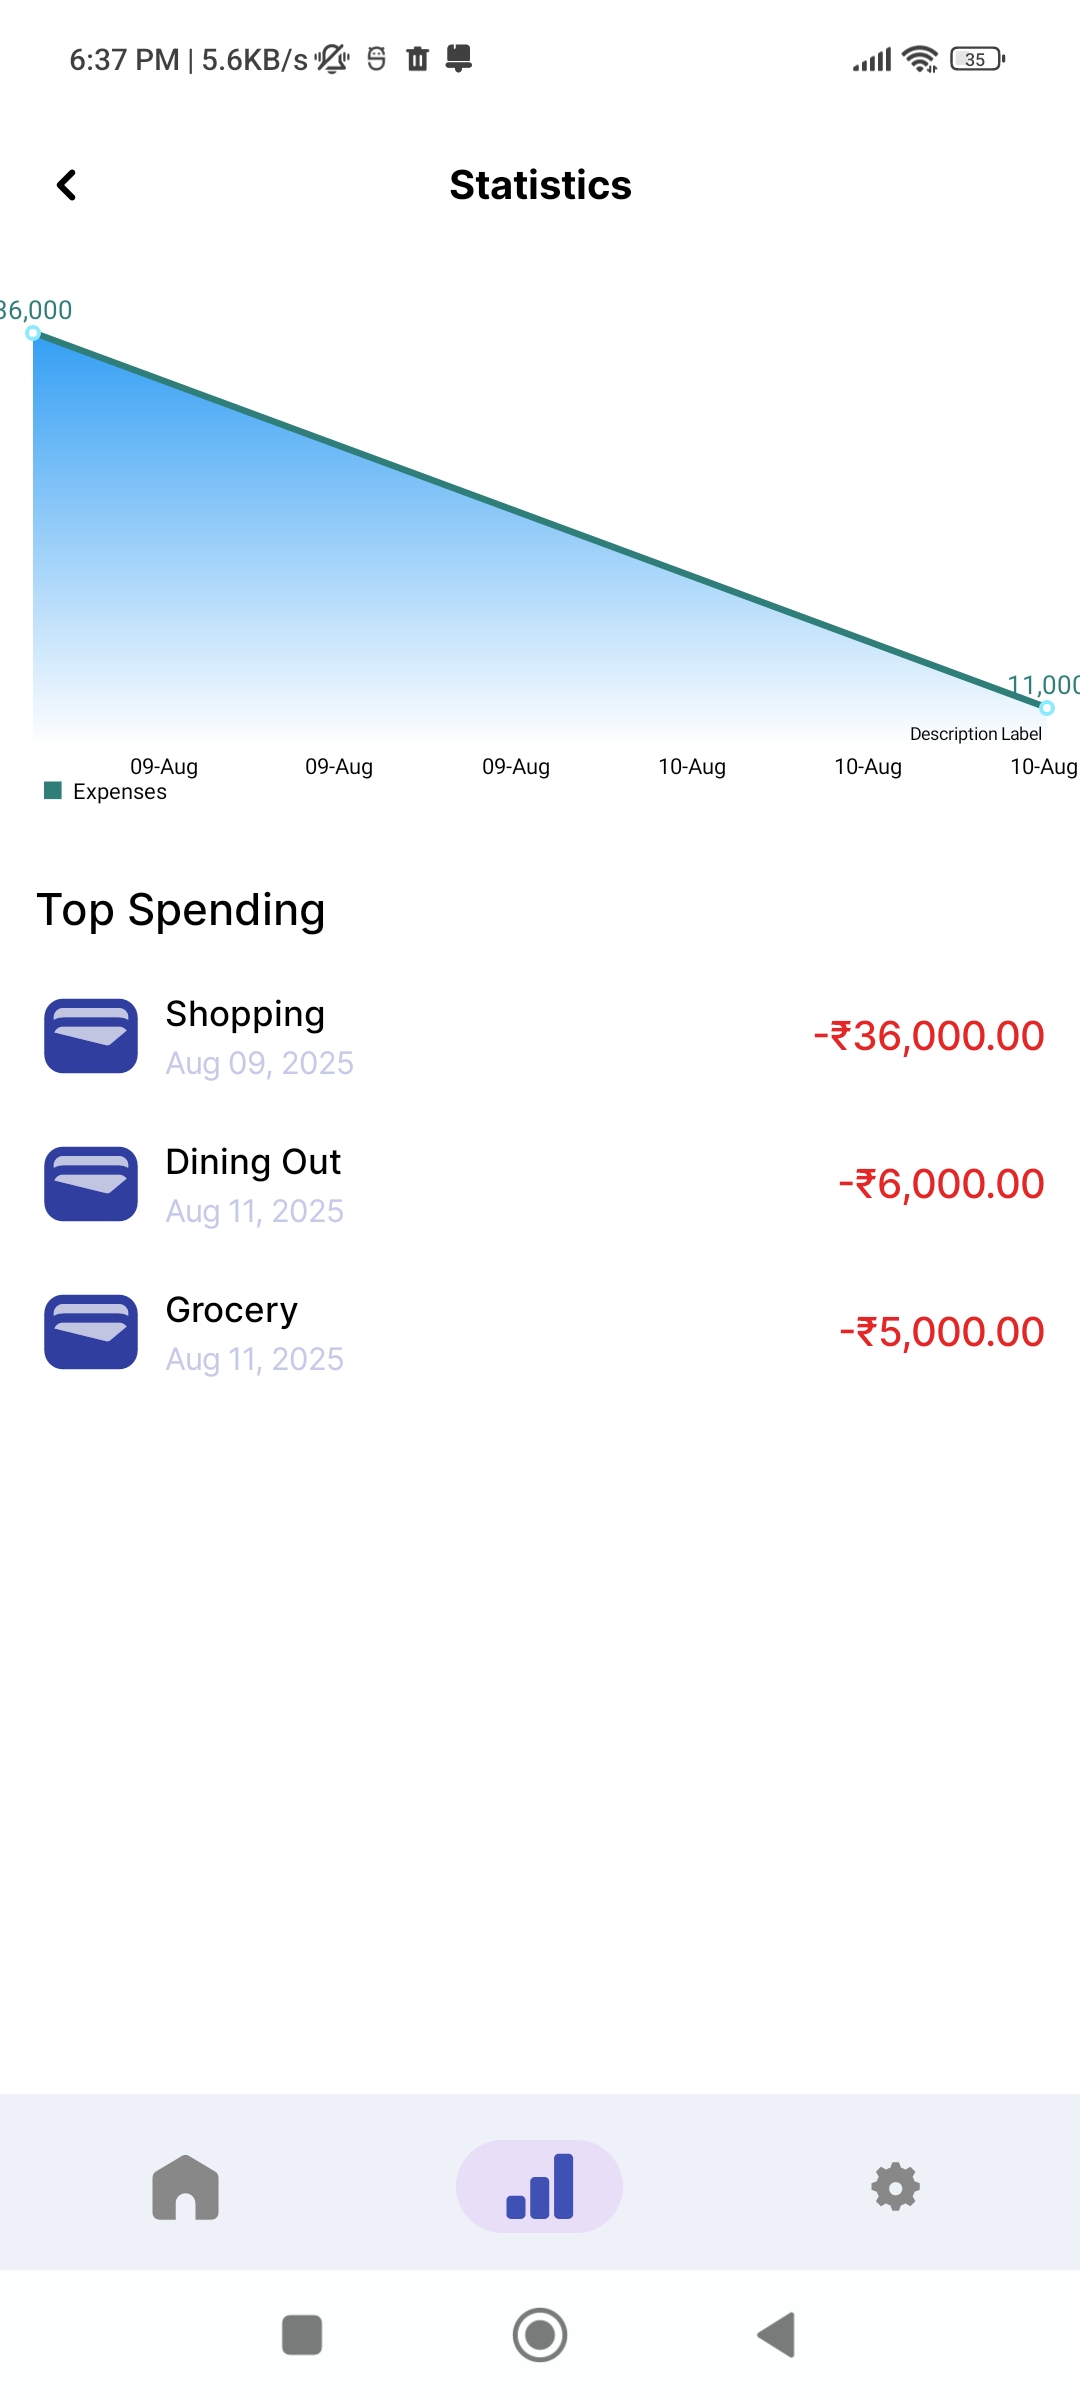 6:37 PM | 5.6KB/s
35
Statistics
36,000
11,000
Description Label
09-Aug 09-Aug 09-Aug 10-Aug 10-Aug 10-Aug
Expenses
Top Spending
Shopping
-₹36,000.00
Aug 09, 2025
Dining Out
-₹6,000.00
Aug 11, 2025
Grocery
-₹5,000.00
Aug 11, 2025